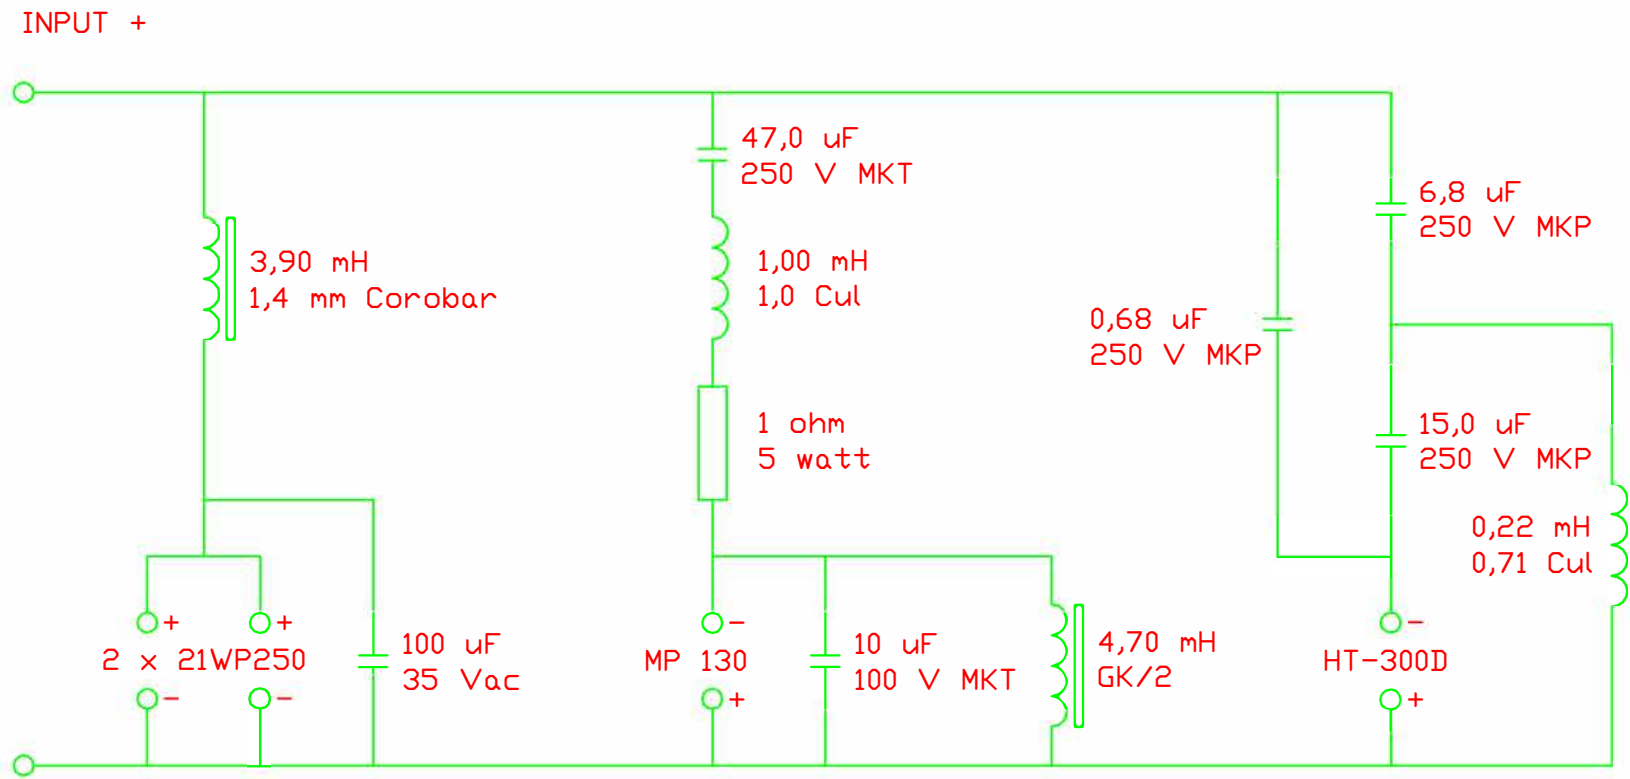 INPUT +
47,0 uF
250 V MKT
6,8 uF
250 V MKP
3,90 mH
1,4 mm Corobar
1,00 mH
1,0 Cul
0,68 uF
250 V MKP
1 ohm
5 watt
15,0 uF
250 V MKP
0,22 mH
0,71 Cul
+ +
2 x 21WP250
- -
100 uF
35 Vac
-
MP 130
+
10 uF
100 V MKT
4,70 mH
GK/2
-
HT-300D
+